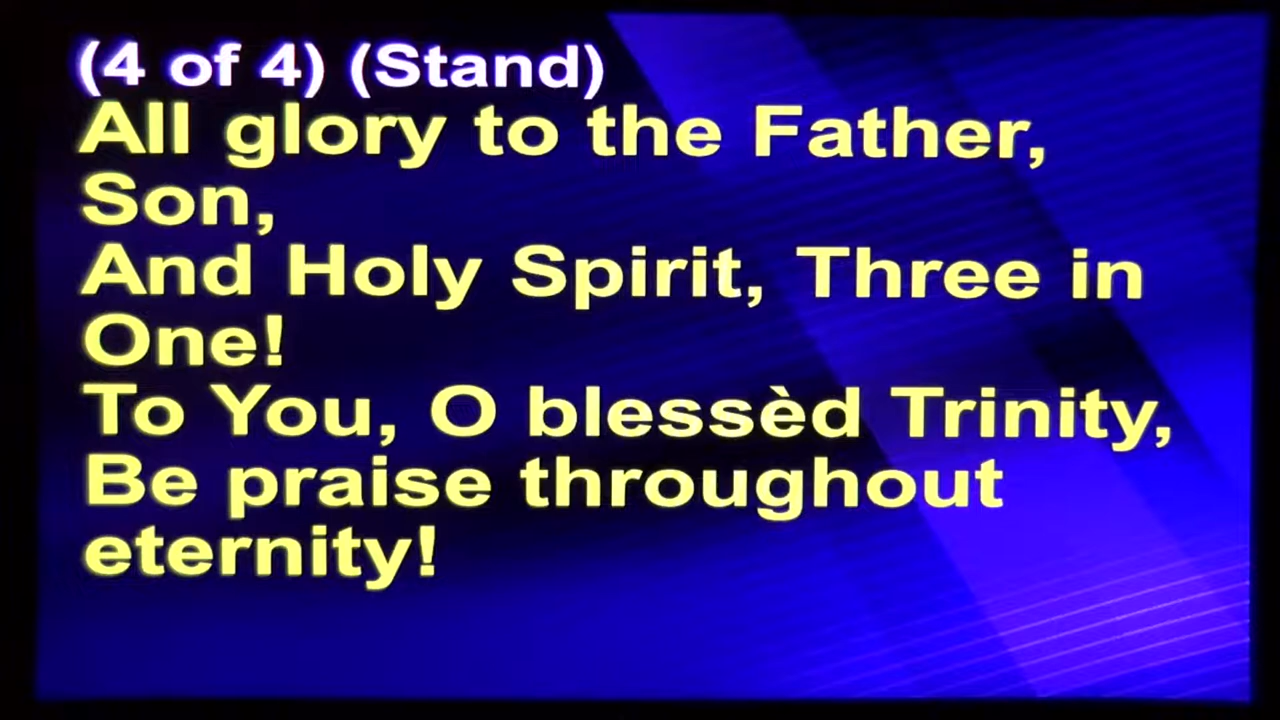 (4 of 4) (Stand)
All glory to the Father,
Son,
And Holy Spirit, Three in
One!
To You, O blessèd Trinity,
Be praise throughout
eternity!